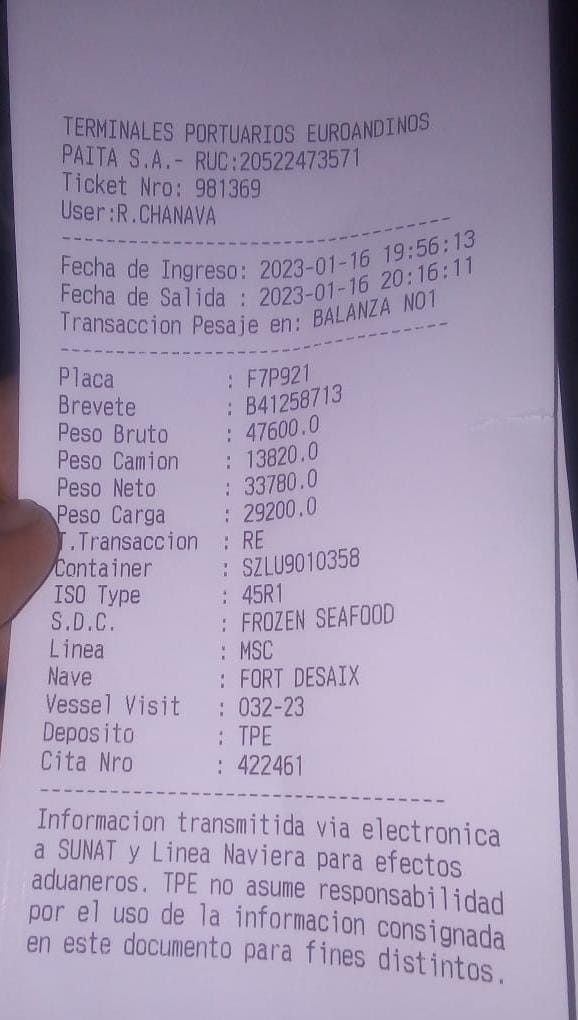 TERMINALES PORTUARIOS EUROANDINOS
PAITA S.A.- RUC:20522473571
Ticket Nro: 981369
User:R.CHANAVA
Fecha de Ingreso: 2023-01-16 19:56:13
Fecha de Salida : 2023-01-16 20:16:11
Transaccion Pesaje en: BALANZA NO1
Placa : F7P921
Brevete : B41258713
Peso Bruto : 47600.0
Peso Camion : 13820.0
Peso Neto : 33780.0
Peso Carga : 29200.0
T.Transaccion : RE
Container : SZLU9010358
ISO Type : 45R1
S.D.C. : FROZEN SEAFOOD
Linea : MSC
Nave : FORT DESAIX
Vessel Visit : 032-23
Deposito : TPE
Cita Nro : 422461
Informacion transmitida via electronica
a SUNAT y Linea Naviera para efectos
aduaneros. TPE no asume responsabilidad
por el uso de la informacion consignada
en este documento para fines distintos.